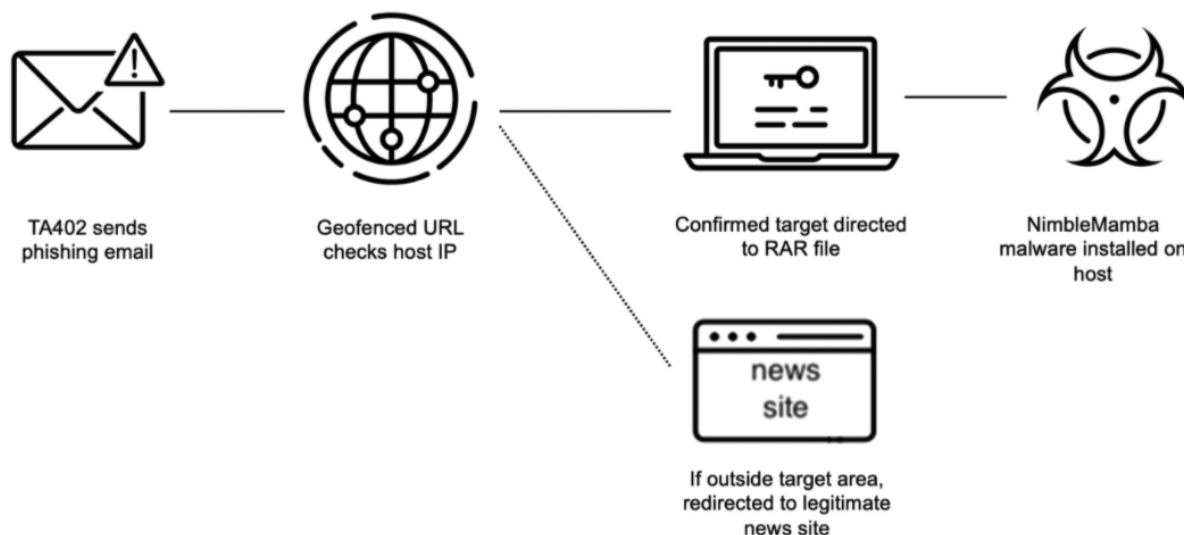 TA402 sends
phishing email
Geofenced URL
checks host IP
Confirmed target directed
to RAR file
NimbleMamba
malware installed on
host
news
site
If outside target area,
redirected to legitimate
news site